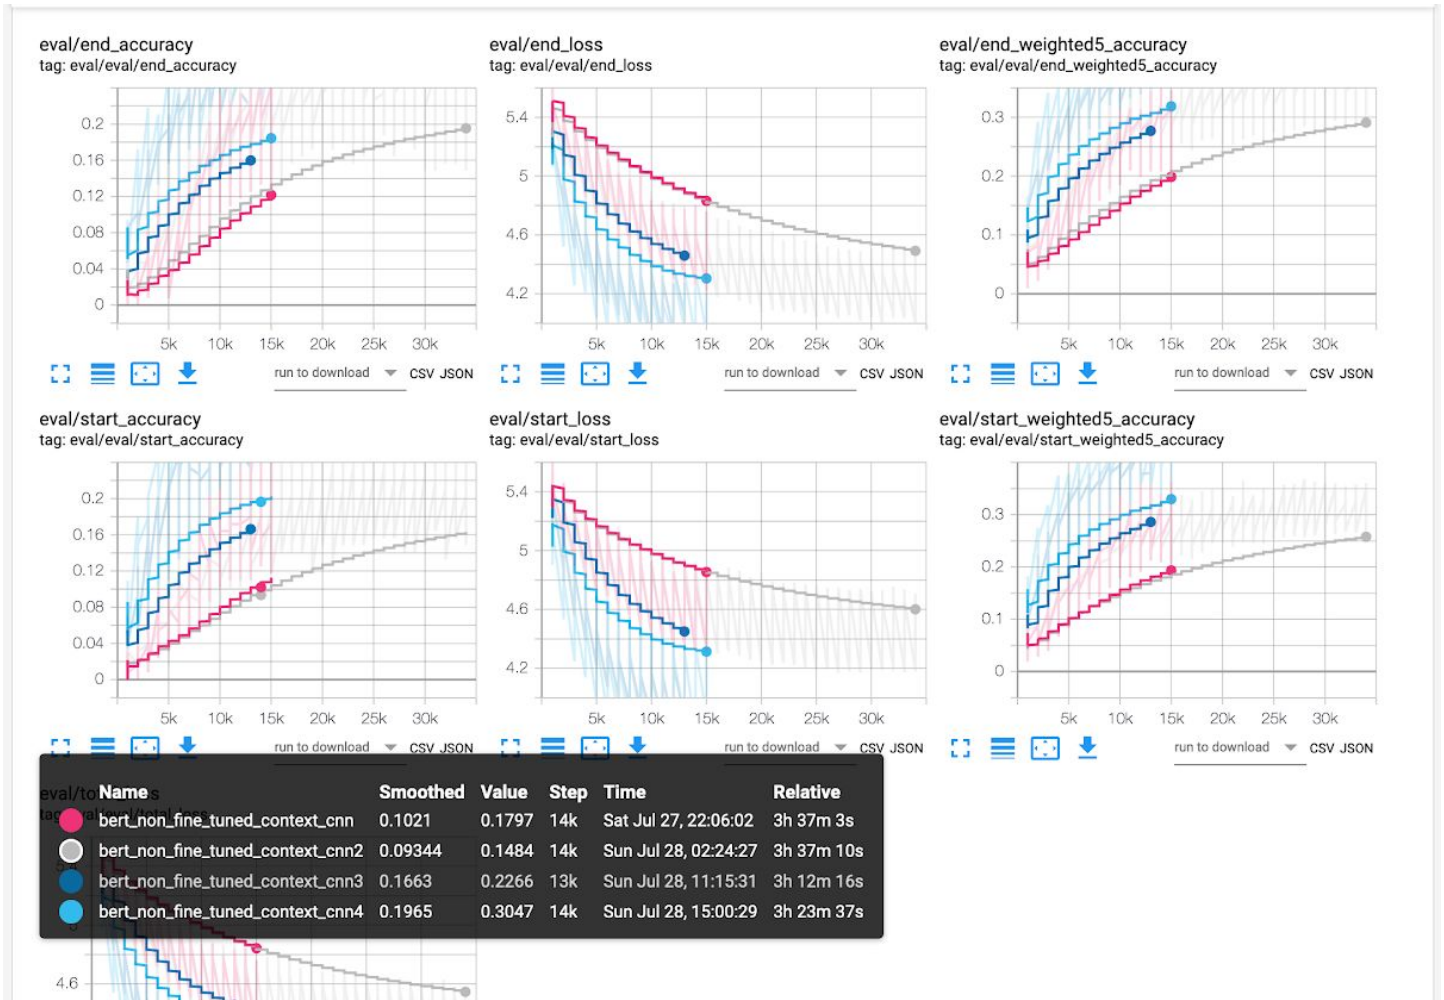 eval/end_accuracy
tag: eval/eval/end_accuracy
0.2
0.16
0.12
0.08
0.04
0
5k 10k 15k 20k 25k 30k
run to download CSV JSON
eval/end_loss
tag: eval/eval/end_loss
5.4
5
4.6
4.2
5k 10k 15k 20k 25k 30k
run to download CSV JSON
eval/end_weighted5_accuracy
tag: eval/eval/end_weighted5_accuracy
0.3
0.2
0.1
0
5k 10k 15k 20k 25k 30k
run to download CSV JSON
eval/start_accuracy
tag: eval/eval/start_accuracy
0.2
0.16
0.12
0.08
0.04
0
5k 10k 15k 20k 25k 30k
run to download CSV JSON
eval/start_loss
tag: eval/eval/start_loss
5.4
5
4.6
4.2
5k 10k 15k 20k 25k 30k
run to download CSV JSON
eval/start_weighted5_accuracy
tag: eval/eval/start_weighted5_accuracy
0.3
0.2
0.1
0
5k 10k 15k 20k 25k 30k
run to download CSV JSON
Name Smoothed Value Step Time Relative
bert_non_fine_tuned_context_cnn 0.1021 0.1797 14k Sat Jul 27, 22:06:02 3h 37m 3s
bert_non_fine_tuned_context_cnn2 0.09344 0.1484 14k Sun Jul 28, 02:24:27 3h 37m 10s
bert_non_fine_tuned_context_cnn3 0.1663 0.2266 13k Sun Jul 28, 11:15:31 3h 12m 16s
bert_non_fine_tuned_context_cnn4 0.1965 0.3047 14k Sun Jul 28, 15:00:29 3h 23m 37s
4.6